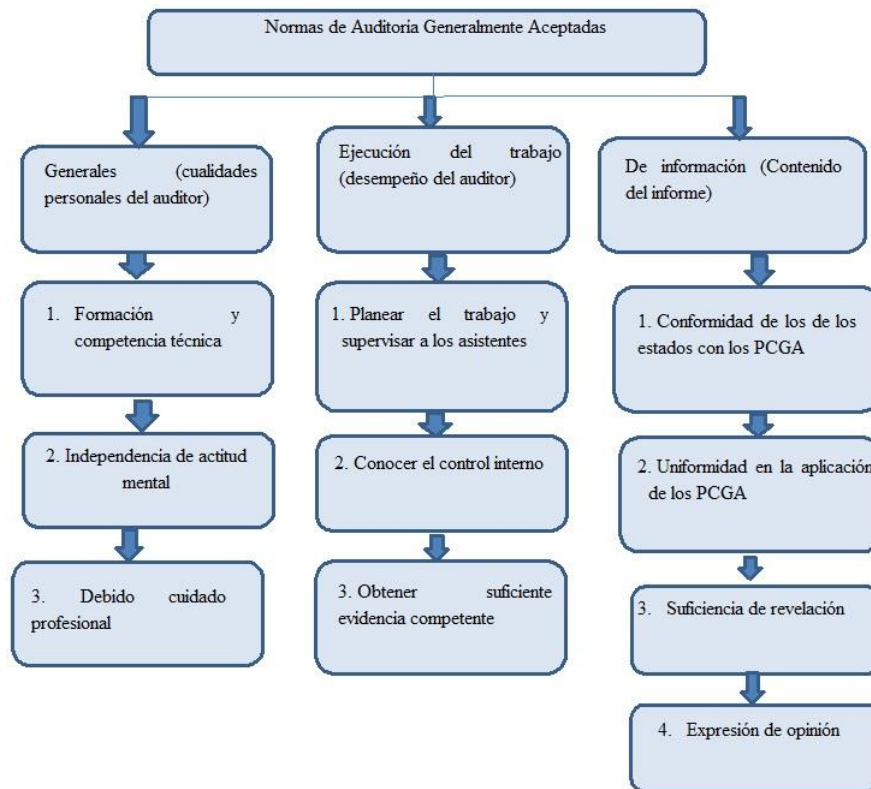 Normas de Auditoría Generalmente Aceptadas
Generales (cualidades
personales del auditor)
1. Formación y
competencia técnica
2. Independencia de actitud
mental
3. Debido cuidado
profesional
Ejecución del trabajo
(desempeño del auditor)
1. Planear el trabajo y
supervisar a los asistentes
2. Conocer el control interno
3. Obtener suficiente
evidencia competente
De información (Contenido
del informe)
1. Conformidad de los de los
estados con los PCGA
2. Uniformidad en la aplicación
de los PCGA
3. Suficiencia de revelación
4. Expresión de opinión